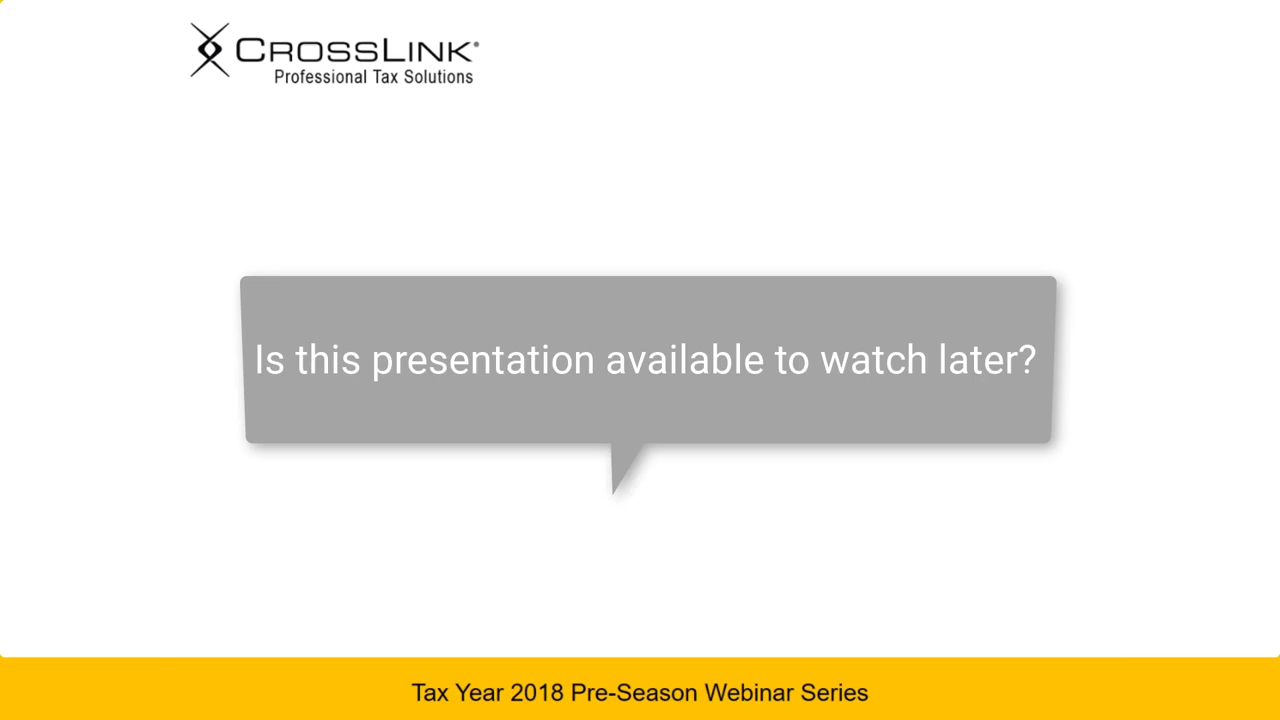 CROSSLINK®
Professional Tax Solutions
Is this presentation available to watch later?
Tax Year 2018 Pre-Season Webinar Series